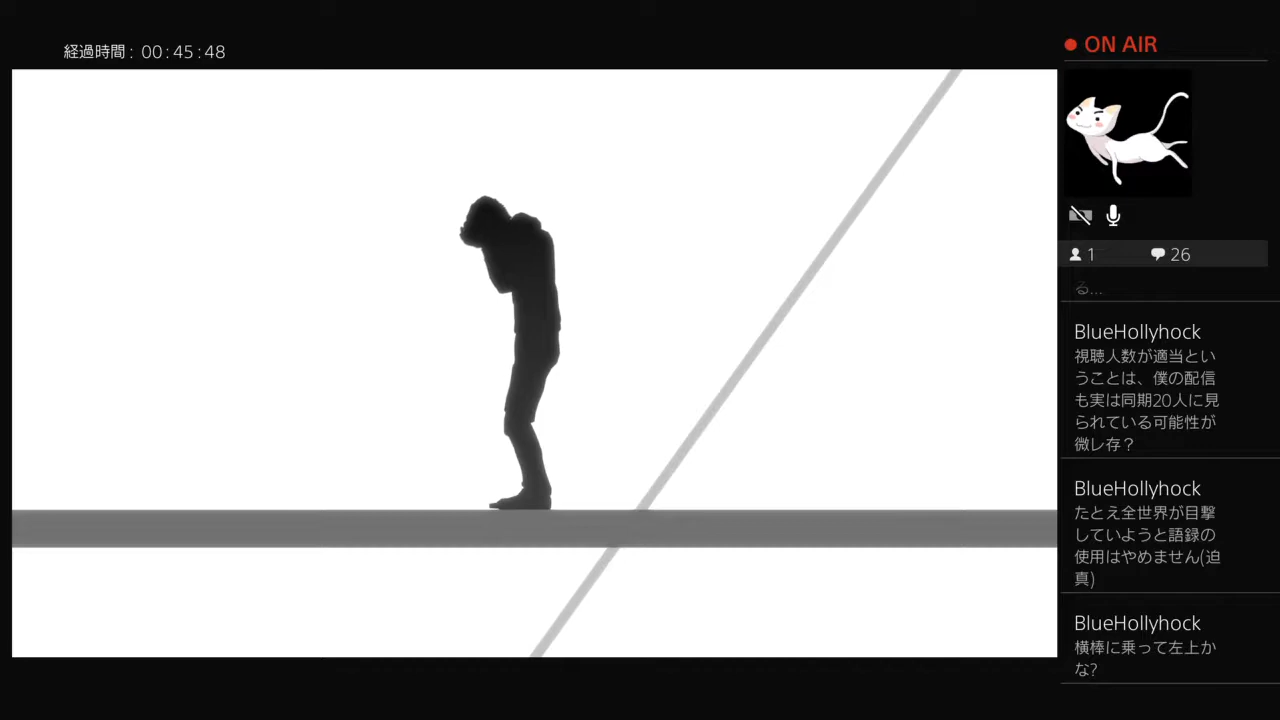 経過時間 : 00:45:48
ON AIR
1 26
る...
BlueHollyhock
視聴人数が適当とい
うことは、僕の配信
も実は同期20人に見
られている可能性が
微レ存？
BlueHollyhock
たとえ全世界が目撃
していようと語録の
使用はやめません(迫
真)
BlueHollyhock
横棒に乗って左上か
な?